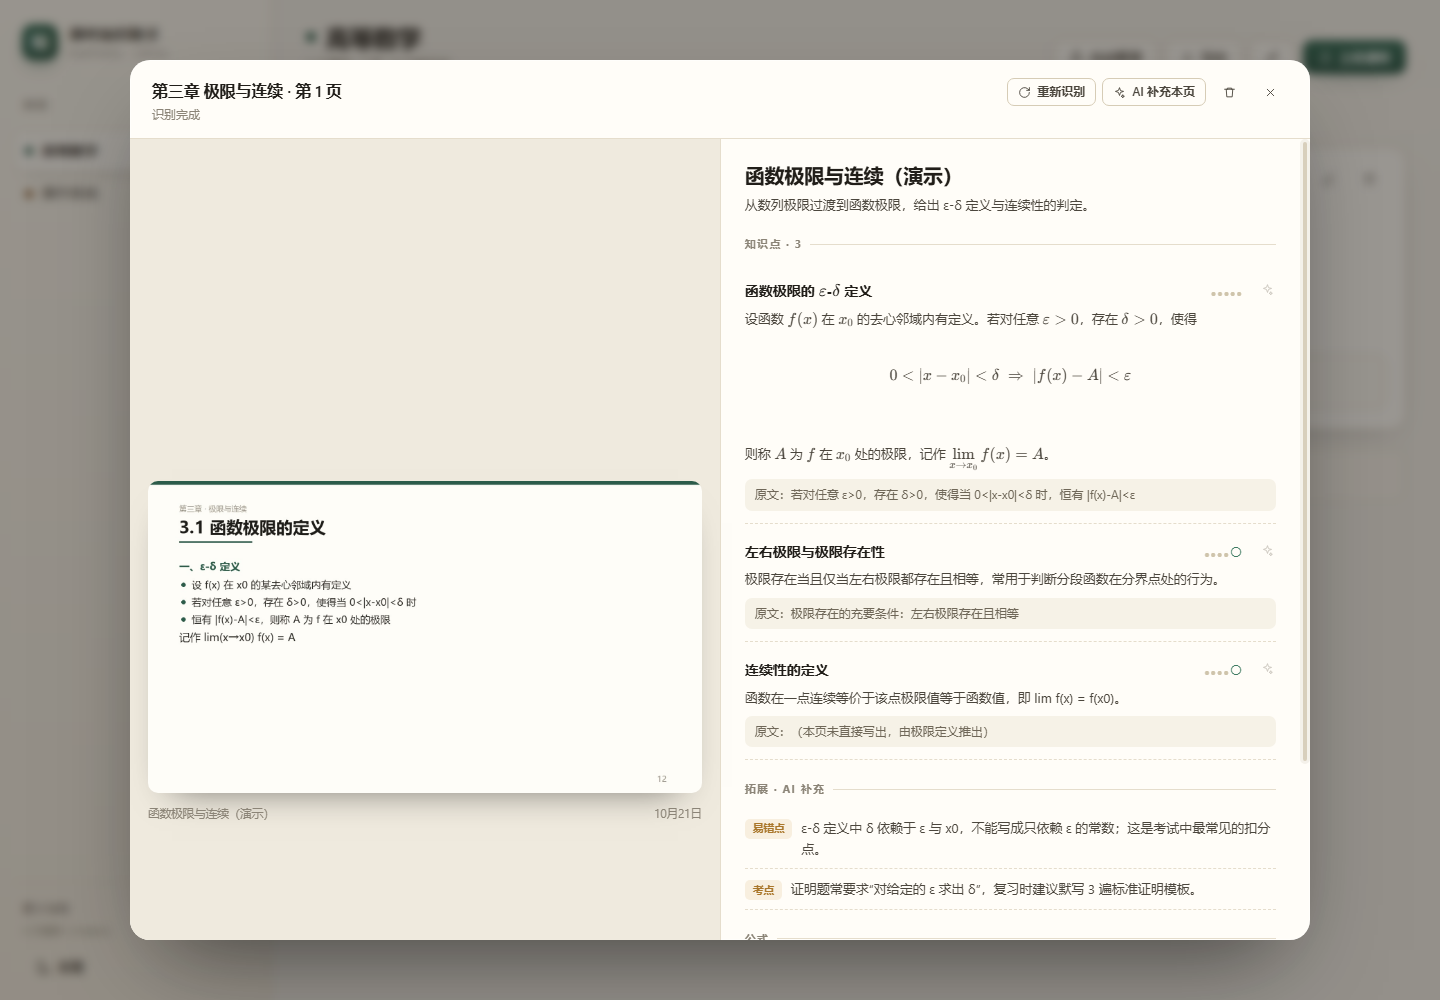 高等数学
第三章 极限与连续 · 第 1 页
识别完成
重新识别
AI 补充本页
第三章 · 极限与连续
3.1 函数极限的定义
一、ε-δ 定义
• 设 f(x) 在 x0 的某去心邻域内有定义
• 若对任意 ε>0，存在 δ>0，使得当 0<|x-x0|<δ 时
• 恒有 |f(x)-A|<ε，则称 A 为 f 在 x0 处的极限
记作 lim(x→x0) f(x) = A
12
函数极限与连续（演示）
10月21日
函数极限与连续（演示）
从数列极限过渡到函数极限，给出 ε-δ 定义与连续性的判定。
知识点 · 3
函数极限的 ε-δ 定义
设函数 f(x) 在 x₀ 的去心邻域内有定义。若对任意 ε > 0，存在 δ > 0，使得
0 < |x − x₀| < δ ⇒ |f(x) − A| < ε
则称 A 为 f 在 x₀ 处的极限，记作 lim x→x₀ f(x) = A。
原文：若对任意 ε>0，存在 δ>0，使得当 0<|x-x0|<δ 时，恒有 |f(x)-A|<ε
左右极限与极限存在性
极限存在当且仅当左右极限都存在且相等，常用于判断分段函数在分界点处的行为。
原文：极限存在的充要条件：左右极限存在且相等
连续性的定义
函数在一点连续等价于该点极限值等于函数值，即 lim f(x) = f(x0)。
原文：（本页未直接写出，由极限定义推出）
拓展 · AI 补充
易错点 ε-δ 定义中 δ 依赖于 ε 与 x0，不能写成只依赖 ε 的常数；这是考试中最常见的扣分
点。
考点 证明题常要求“对给定的 ε 求出 δ”，复习时建议默写 3 遍标准证明模板。
公式